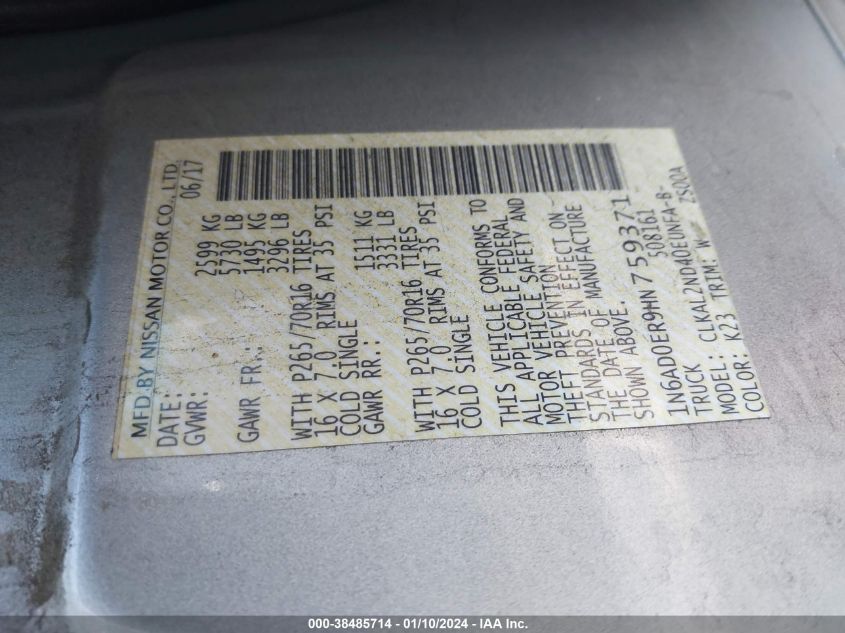 MFD.BY NISSAN MOTOR CO., LTD.
DATE: 06/17
GVWR: 2599 KG
5730 LB
GAWR FR.: 1495 KG
3296 LB
WITH P265/70R16 TIRES
16 X 7.0 RIMS AT 35 PSI
COLD SINGLE
GAWR RR.: 1511 KG
3331 LB
WITH P265/70R16 TIRES
16 X 7.0 RIMS AT 35 PSI
COLD SINGLE
THIS VEHICLE CONFORMS TO
ALL APPLICABLE FEDERAL
MOTOR VEHICLE SAFETY AND
THEFT PREVENTION
STANDARDS IN EFFECT ON
THE DATE OF MANUFACTURE
SHOWN ABOVE.
1N6AD0ER9HN759371
TRUCK 508161
MODEL: CLKAL2ND40EUNFA-B-
COLOR: K23 TRIM: W ZSOOA
000-38485714 - 01/10/2024 - IAA Inc.